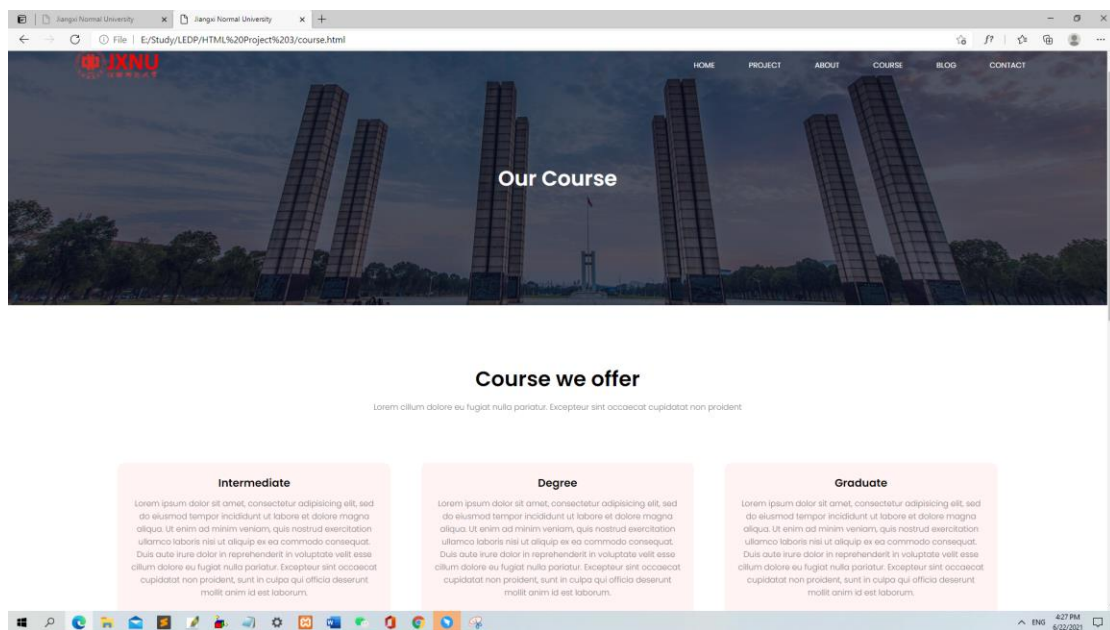 Jiangxi Normal University
Jiangxi Normal University
File E:/Study/LEDP/HTML%20Project%203/course.html
JXNU
HOME PROJECT ABOUT COURSE BLOG CONTACT
Our Course
Course we offer
Lorem cillum dolore eu fugiat nulla pariatur. Excepteur sint occaecat cupidatat non proident
Intermediate
Lorem ipsum dolor sit amet, consectetur adipisicing elit, sed
do eiusmod tempor incididunt ut labore et dolore magna
aliqua. Ut enim ad minim veniam, quis nostrud exercitation
ullamco laboris nisi ut aliquip ex ea commodo consequat.
Duis aute irure dolor in reprehenderit in voluptate velit esse
cillum dolore eu fugiat nulla pariatur. Excepteur sint occaecat
cupidatat non proident, sunt in culpa qui officia deserunt
mollit anim id est laborum.
Degree
Lorem ipsum dolor sit amet, consectetur adipisicing elit, sed
do eiusmod tempor incididunt ut labore et dolore magna
aliqua. Ut enim ad minim veniam, quis nostrud exercitation
ullamco laboris nisi ut aliquip ex ea commodo consequat.
Duis aute irure dolor in reprehenderit in voluptate velit esse
cillum dolore eu fugiat nulla pariatur. Excepteur sint occaecat
cupidatat non proident, sunt in culpa qui officia deserunt
mollit anim id est laborum.
Graduate
Lorem ipsum dolor sit amet, consectetur adipisicing elit, sed
do eiusmod tempor incididunt ut labore et dolore magna
aliqua. Ut enim ad minim veniam, quis nostrud exercitation
ullamco laboris nisi ut aliquip ex ea commodo consequat.
Duis aute irure dolor in reprehenderit in voluptate velit esse
cillum dolore eu fugiat nulla pariatur. Excepteur sint occaecat
cupidatat non proident, sunt in culpa qui officia deserunt
mollit anim id est laborum.
ENG
4:27 PM
6/22/2021